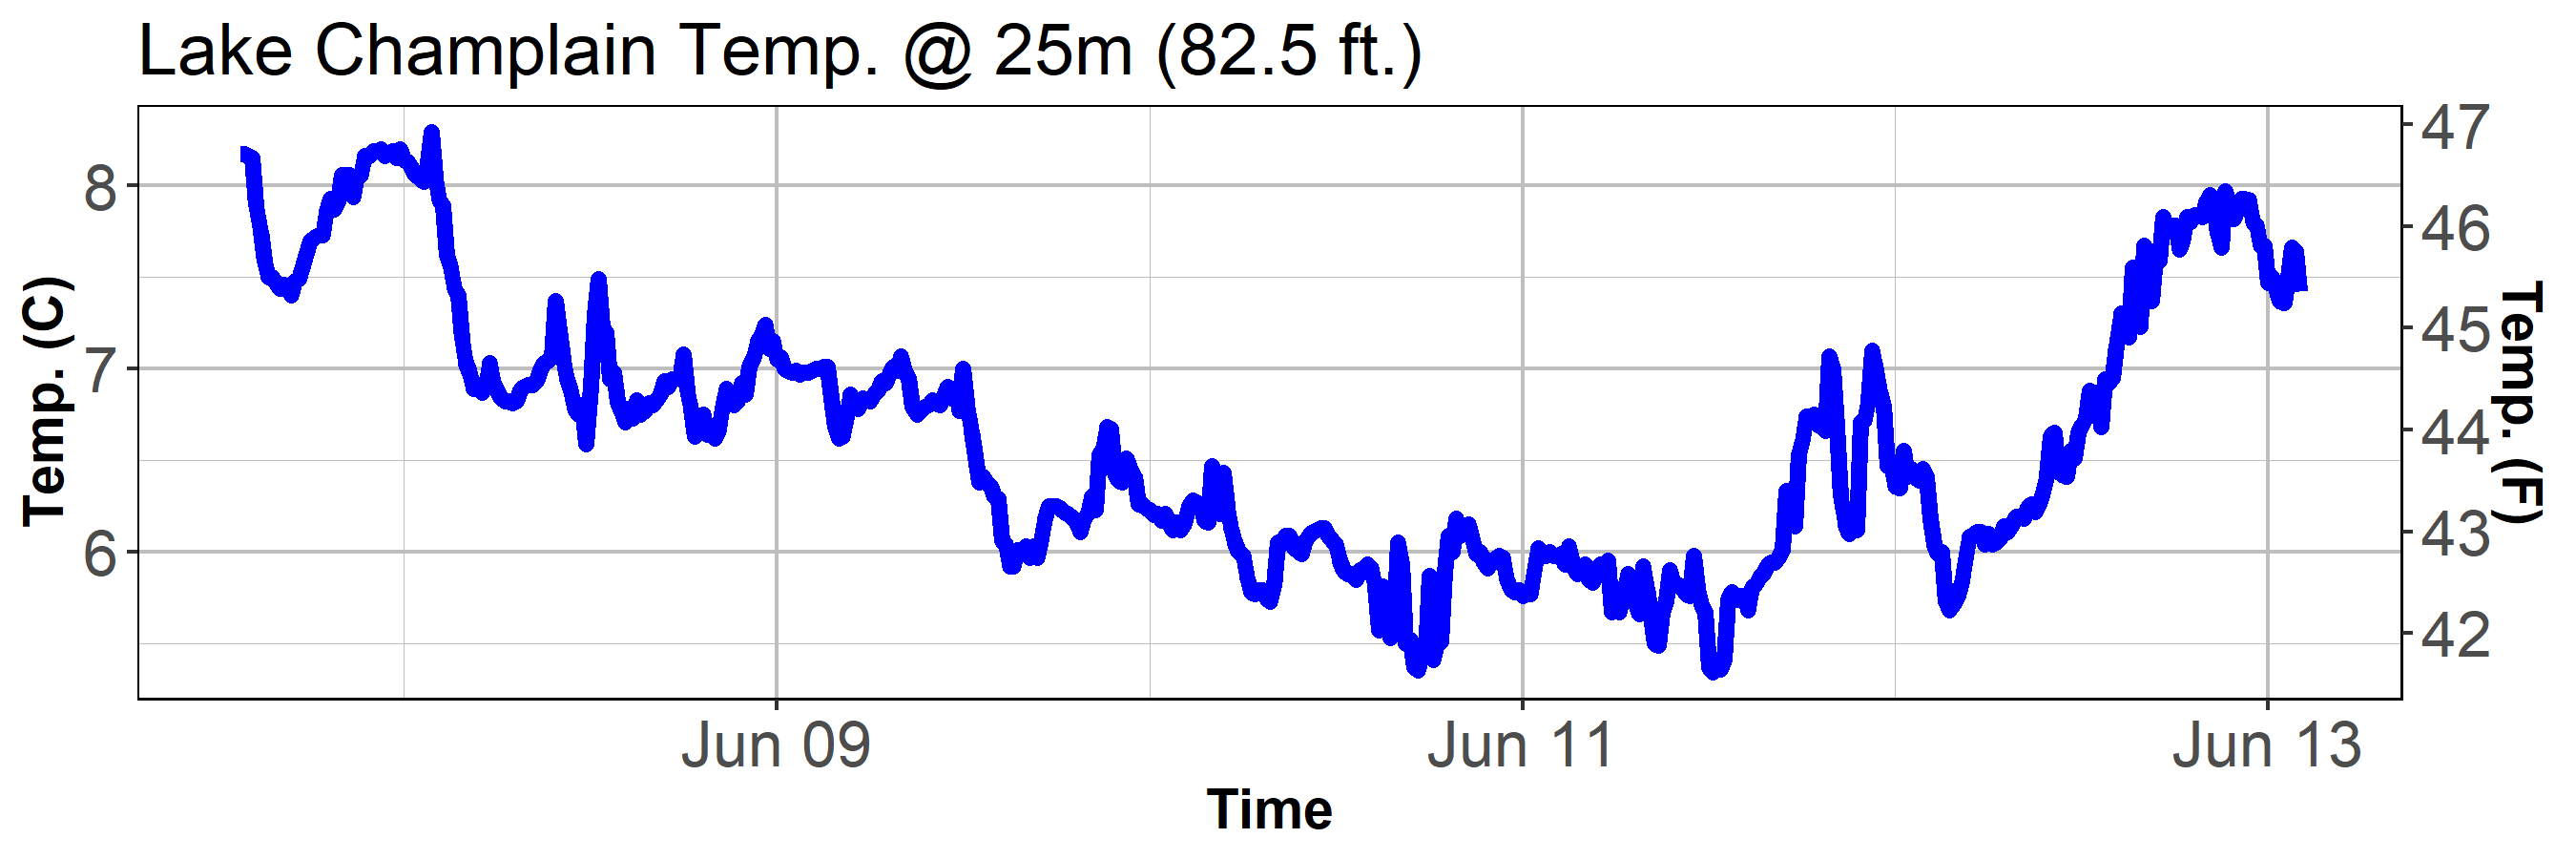 Lake Champlain Temp. @ 25m (82.5 ft.)
Temp. (C)
8
7
6
47
46
45
44
43
42
Temp. (F)
Jun 09
Jun 11
Jun 13
Time